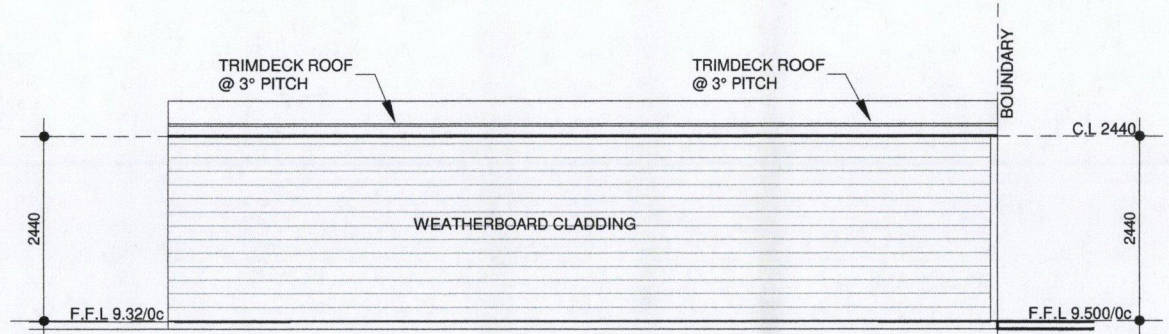 TRIMDECK ROOF
@ 3° PITCH
TRIMDECK ROOF
@ 3° PITCH
BOUNDARY
C.L 2440
2440
WEATHERBOARD CLADDING
2440
F.F.L 9.32/0c
F.F.L 9.500/0c